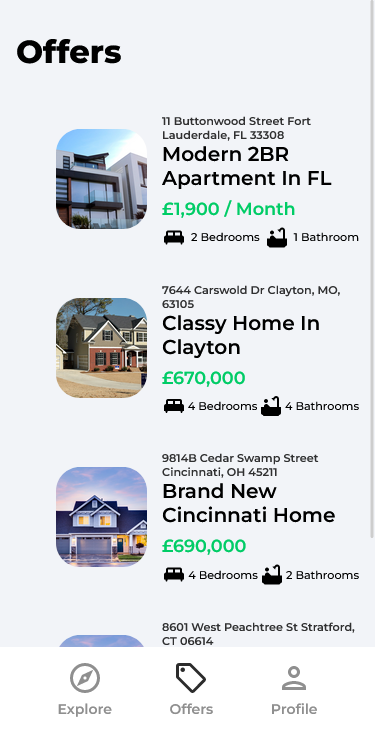 Offers
11 Buttonwood Street Fort
Lauderdale, FL 33308
Modern 2BR
Apartment In FL
£1,900 / Month
2 Bedrooms 1 Bathroom
7644 Carswold Dr Clayton, MO,
63105
Classy Home In
Clayton
£670,000
4 Bedrooms 4 Bathrooms
9814B Cedar Swamp Street
Cincinnati, OH 45211
Brand New
Cincinnati Home
£690,000
4 Bedrooms 2 Bathrooms
8601 West Peachtree St Stratford,
CT 06614
Explore Offers Profile